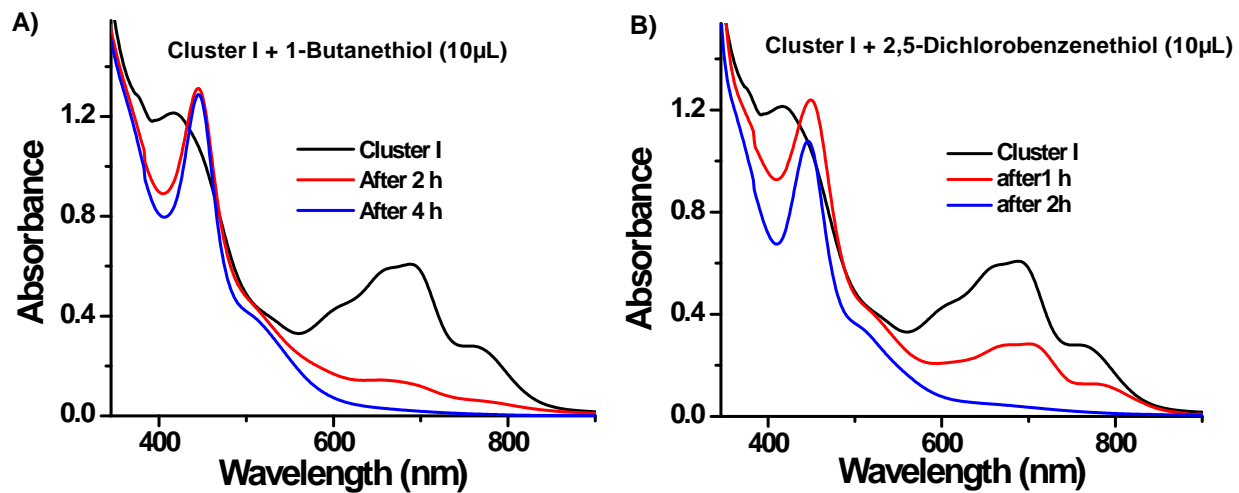 A)
Cluster I + 1-Butanethiol (10µL)
Cluster I
After 2 h
After 4 h
Absorbance
1.2
0.8
0.4
0.0
400
600
800
Wavelength (nm)
B)
Cluster I + 2,5-Dichlorobenzenethiol (10µL)
Cluster I
after1 h
after 2h
Absorbance
1.2
0.8
0.4
0.0
400
600
800
Wavelength (nm)